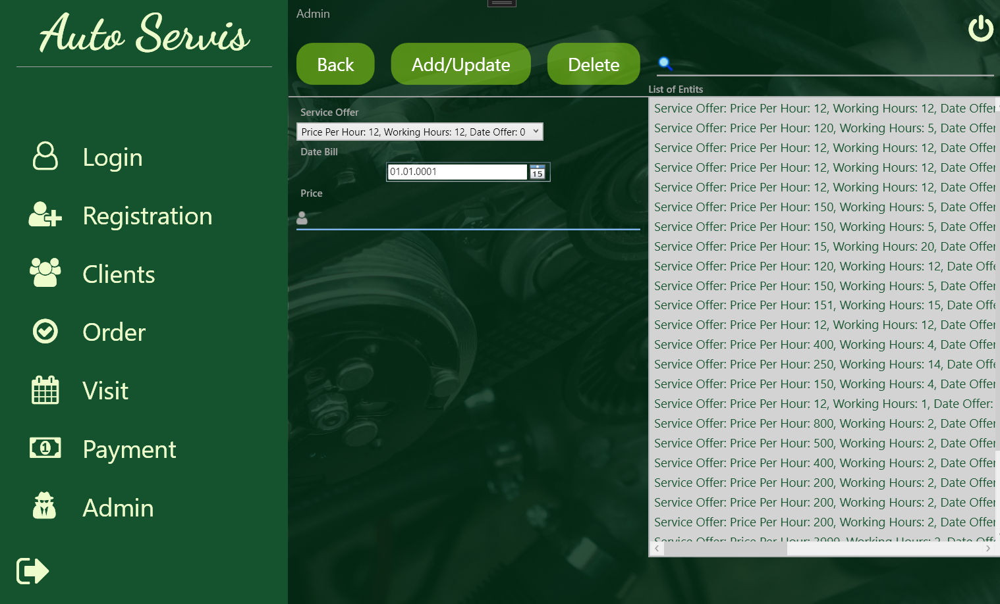 Auto Servis
Login
Registration
Clients
Order
Visit
Payment
Admin
Admin
Back
Add/Update
Delete
Service Offer
Price Per Hour: 12, Working Hours: 12, Date Offer: 0
Date Bill
01.01.0001
15
Price
List of Entits
Service Offer: Price Per Hour: 12, Working Hours: 12, Date Offer
Service Offer: Price Per Hour: 120, Working Hours: 5, Date Offer
Service Offer: Price Per Hour: 12, Working Hours: 12, Date Offer
Service Offer: Price Per Hour: 12, Working Hours: 12, Date Offer
Service Offer: Price Per Hour: 12, Working Hours: 12, Date Offer
Service Offer: Price Per Hour: 150, Working Hours: 5, Date Offer
Service Offer: Price Per Hour: 150, Working Hours: 5, Date Offer
Service Offer: Price Per Hour: 15, Working Hours: 20, Date Offer
Service Offer: Price Per Hour: 120, Working Hours: 12, Date Offe
Service Offer: Price Per Hour: 150, Working Hours: 5, Date Offer
Service Offer: Price Per Hour: 151, Working Hours: 15, Date Offe
Service Offer: Price Per Hour: 12, Working Hours: 12, Date Offer
Service Offer: Price Per Hour: 400, Working Hours: 4, Date Offer
Service Offer: Price Per Hour: 250, Working Hours: 14, Date Offe
Service Offer: Price Per Hour: 150, Working Hours: 4, Date Offer
Service Offer: Price Per Hour: 12, Working Hours: 1, Date Offer:
Service Offer: Price Per Hour: 800, Working Hours: 2, Date Offer
Service Offer: Price Per Hour: 500, Working Hours: 2, Date Offer
Service Offer: Price Per Hour: 400, Working Hours: 2, Date Offer
Service Offer: Price Per Hour: 200, Working Hours: 2, Date Offer
Service Offer: Price Per Hour: 200, Working Hours: 2, Date Offer
Service Offer: Price Per Hour: 200, Working Hours: 2, Date Offer
Service Offer: Price Per Hour: Working Hours: 2, Date Offer